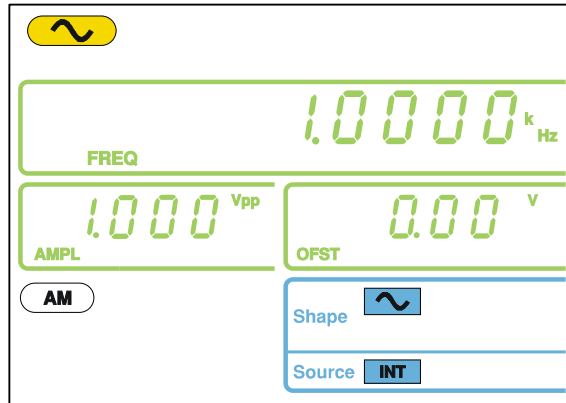 1.0000 k Hz
FREQ
1.000 Vpp
AMPL
0.00 V
OFST
AM
Shape
Source INT